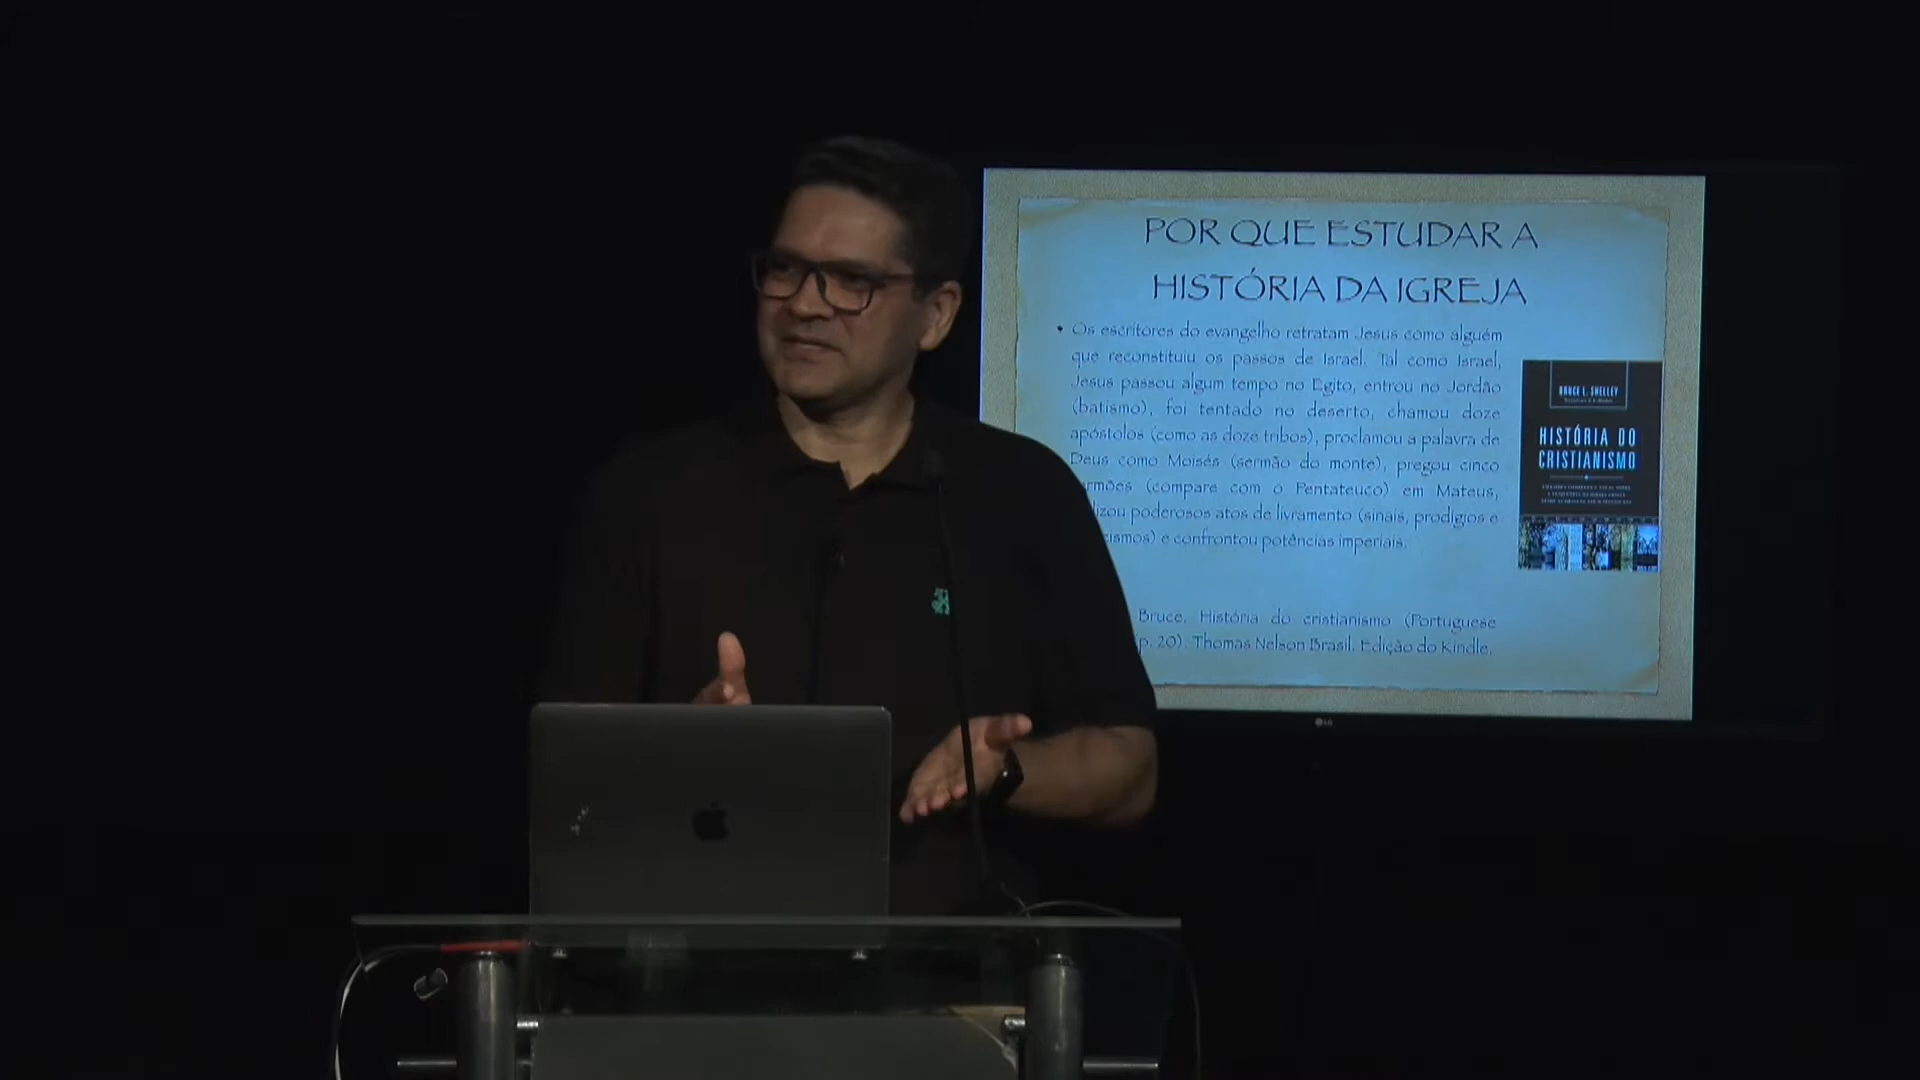 POR QUE ESTUDAR A
HISTÓRIA DA IGREJA
• Os escritores do evangelho retratam Jesus como alguém
que reconstituiu os passos de Israel. Tal como Israel,
Jesus passou algum tempo no Egito, entrou no Jordão
(batismo), foi tentado no deserto, chamou doze
apóstolos (como as doze tribos), proclamou a palavra de
Deus como Moisés (sermão do monte), pregou cinco
rmões (compare com o Pentateuco) em Mateus,
lizou poderosos atos de livramento (sinais, prodígios e
cismos) e confrontou potências imperiais.
Bruce. História do cristianismo (Portuguese
p. 20). Thomas Nelson Brasil. Edição do Kindle.
BRUCE L. SHELLEY
HISTÓRIA DO
CRISTIANISMO
LG